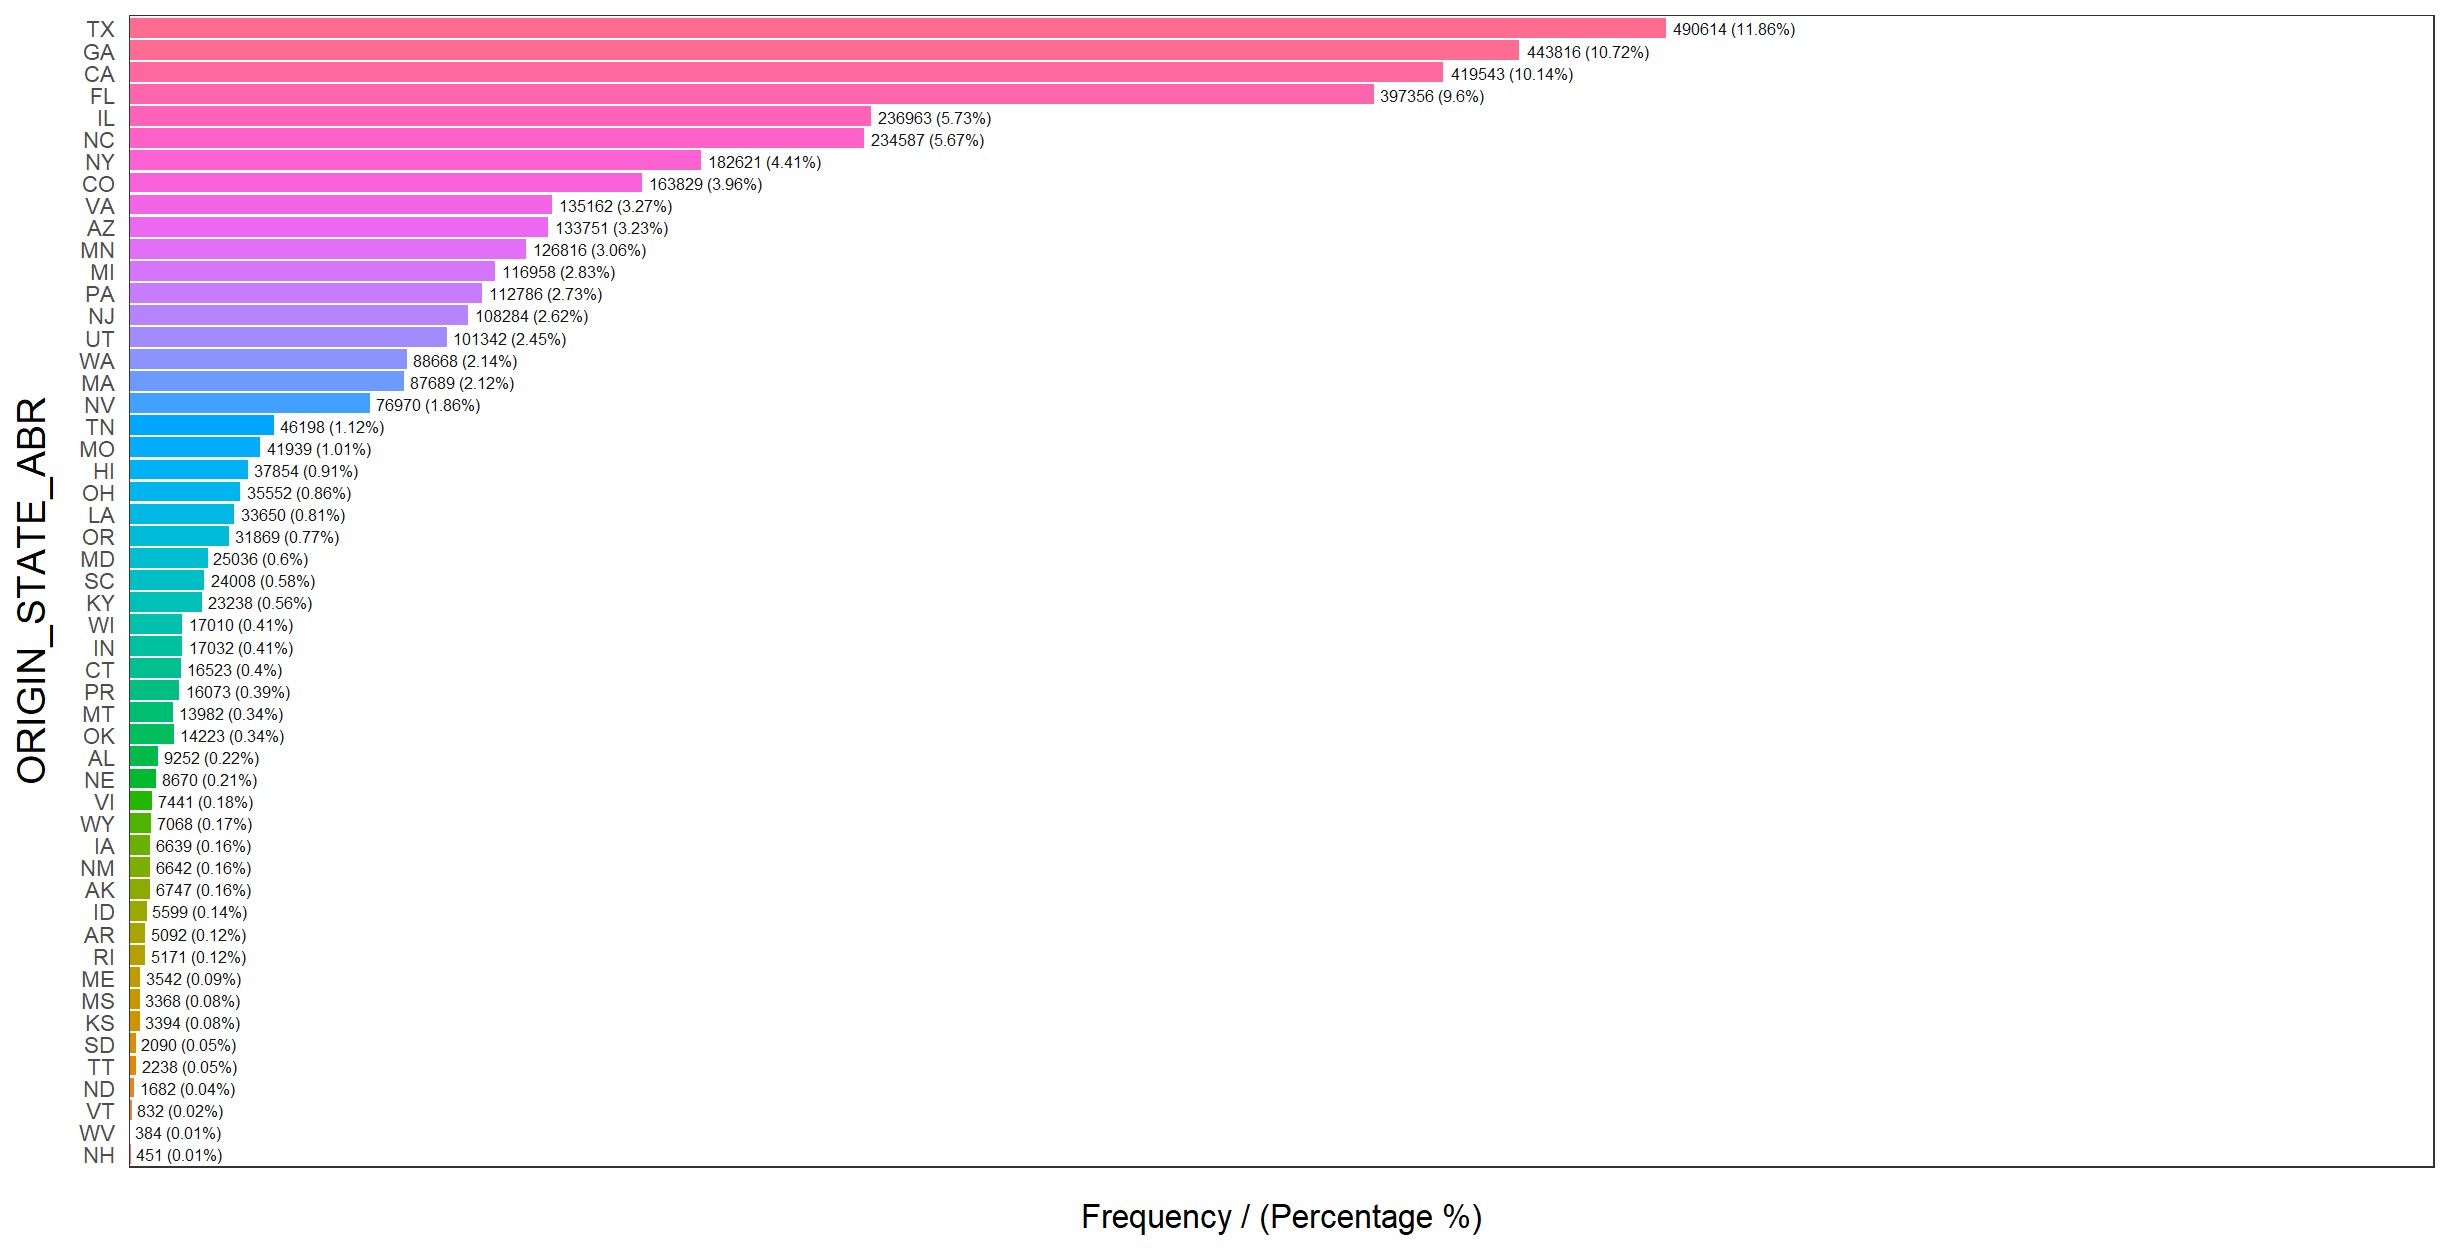 TX 490614 (11.86%)
GA 443816 (10.72%)
CA 419543 (10.14%)
FL 397356 (9.6%)
IL 236963 (5.73%)
NC 234587 (5.67%)
NY 182621 (4.41%)
CO 163829 (3.96%)
VA 135162 (3.27%)
AZ 133751 (3.23%)
MN 126816 (3.06%)
MI 116958 (2.83%)
PA 112786 (2.73%)
NJ 108284 (2.62%)
UT 101342 (2.45%)
WA 88668 (2.14%)
MA 87689 (2.12%)
NV 76970 (1.86%)
TN 46198 (1.12%)
MO 41939 (1.01%)
HI 37854 (0.91%)
OH 35552 (0.86%)
LA 33650 (0.81%)
OR 31869 (0.77%)
MD 25036 (0.6%)
SC 24008 (0.58%)
KY 23238 (0.56%)
WI 17010 (0.41%)
IN 17032 (0.41%)
CT 16523 (0.4%)
PR 16073 (0.39%)
MT 13982 (0.34%)
OK 14223 (0.34%)
AL 9252 (0.22%)
NE 8670 (0.21%)
VI 7441 (0.18%)
WY 7068 (0.17%)
IA 6639 (0.16%)
NM 6642 (0.16%)
AK 6747 (0.16%)
ID 5599 (0.14%)
AR 5092 (0.12%)
RI 5171 (0.12%)
ME 3542 (0.09%)
MS 3368 (0.08%)
KS 3394 (0.08%)
SD 2090 (0.05%)
TT 2238 (0.05%)
ND 1682 (0.04%)
VT 832 (0.02%)
WV 384 (0.01%)
NH 451 (0.01%)
ORIGIN_STATE_ABR
Frequency / (Percentage %)